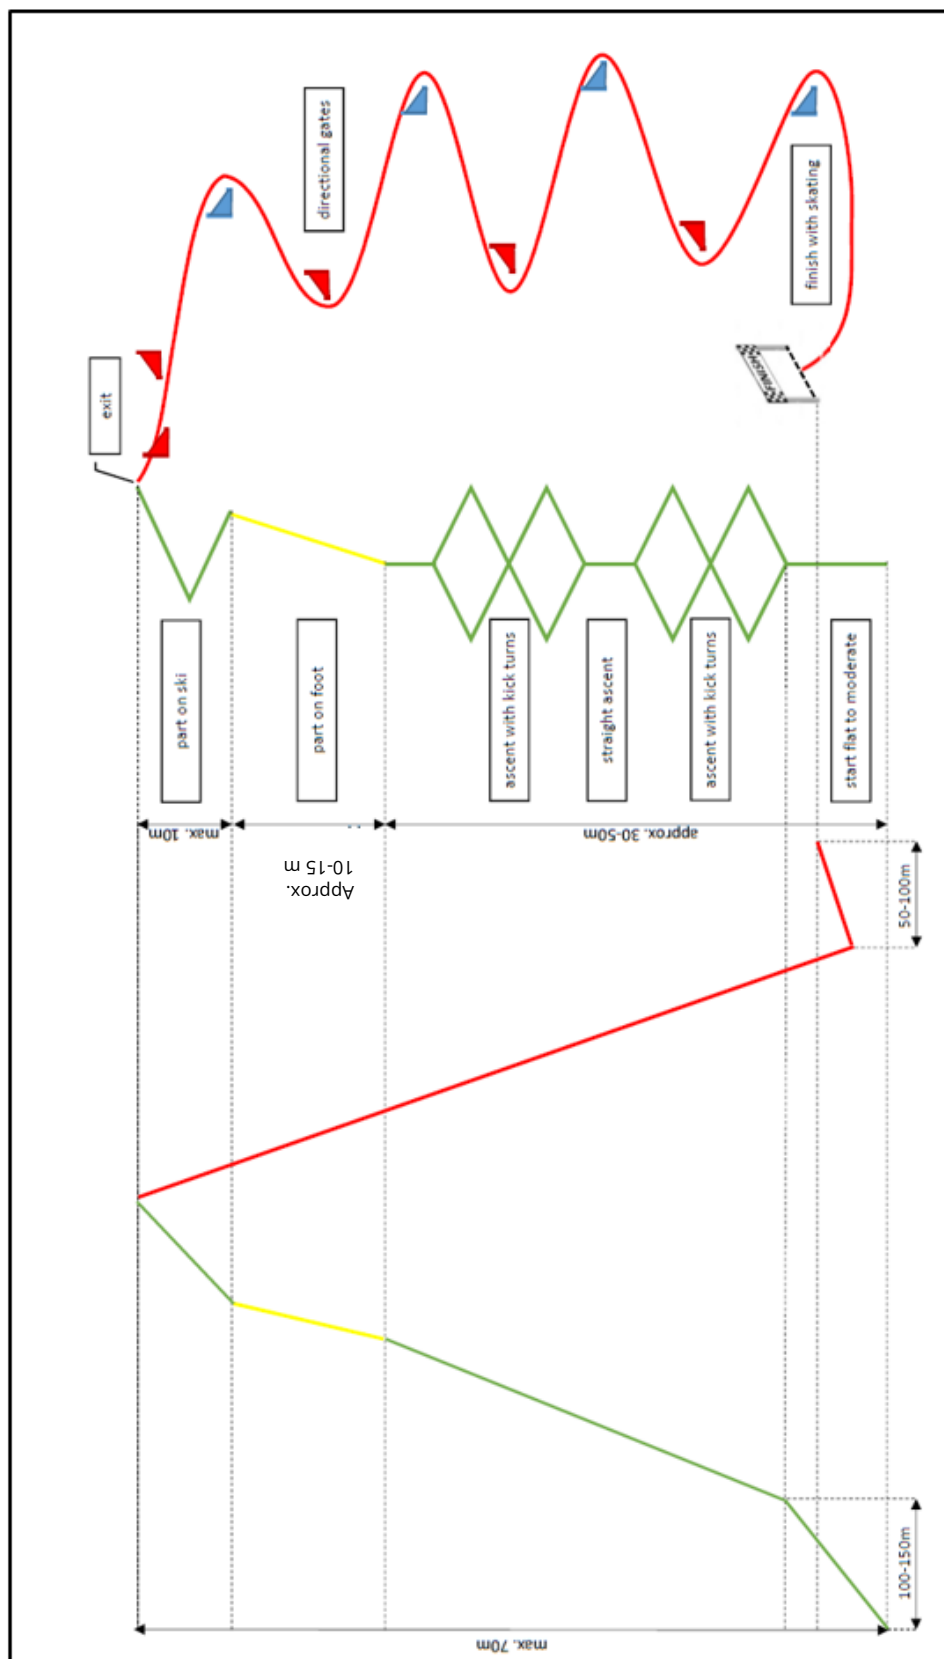 exit
directional gates
finish with skating
FINISH
part on ski
part on foot
ascent with kick turns
straight ascent
ascent with kick turns
start flat to moderate
max. 10m
Approx.
10-15 m
approx. 30-50m
50-100m
100-150m
max. 70m